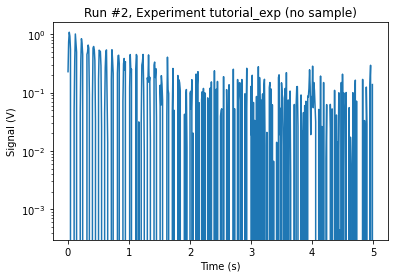 Run #2, Experiment tutorial_exp (no sample)
Signal (V)
10⁰
10⁻¹
10⁻²
10⁻³
0 1 2 3 4 5
Time (s)